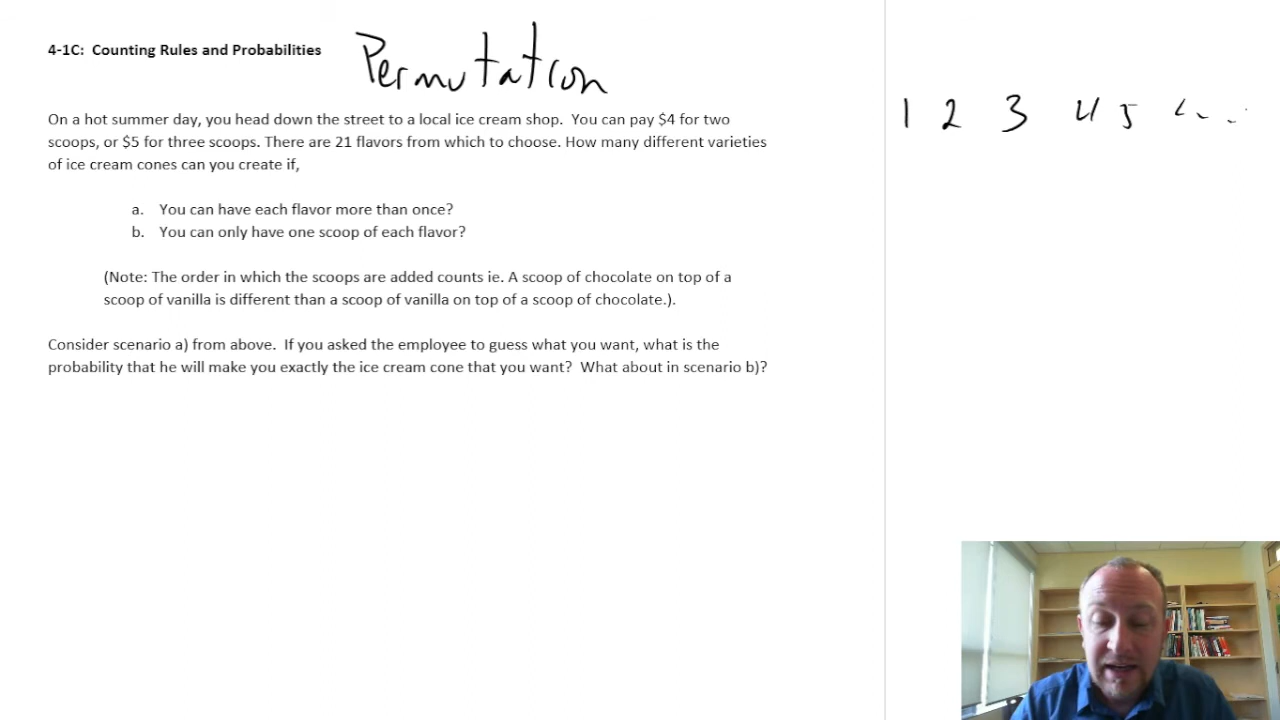 4-1C: Counting Rules and Probabilities
Permutation
On a hot summer day, you head down the street to a local ice cream shop. You can pay $4 for two
scoops, or $5 for three scoops. There are 21 flavors from which to choose. How many different varieties
of ice cream cones can you create if,
a. You can have each flavor more than once?
b. You can only have one scoop of each flavor?
(Note: The order in which the scoops are added counts ie. A scoop of chocolate on top of a
scoop of vanilla is different than a scoop of vanilla on top of a scoop of chocolate.).
Consider scenario a) from above. If you asked the employee to guess what you want, what is the
probability that he will make you exactly the ice cream cone that you want? What about in scenario b)?
1 2 3 4 5